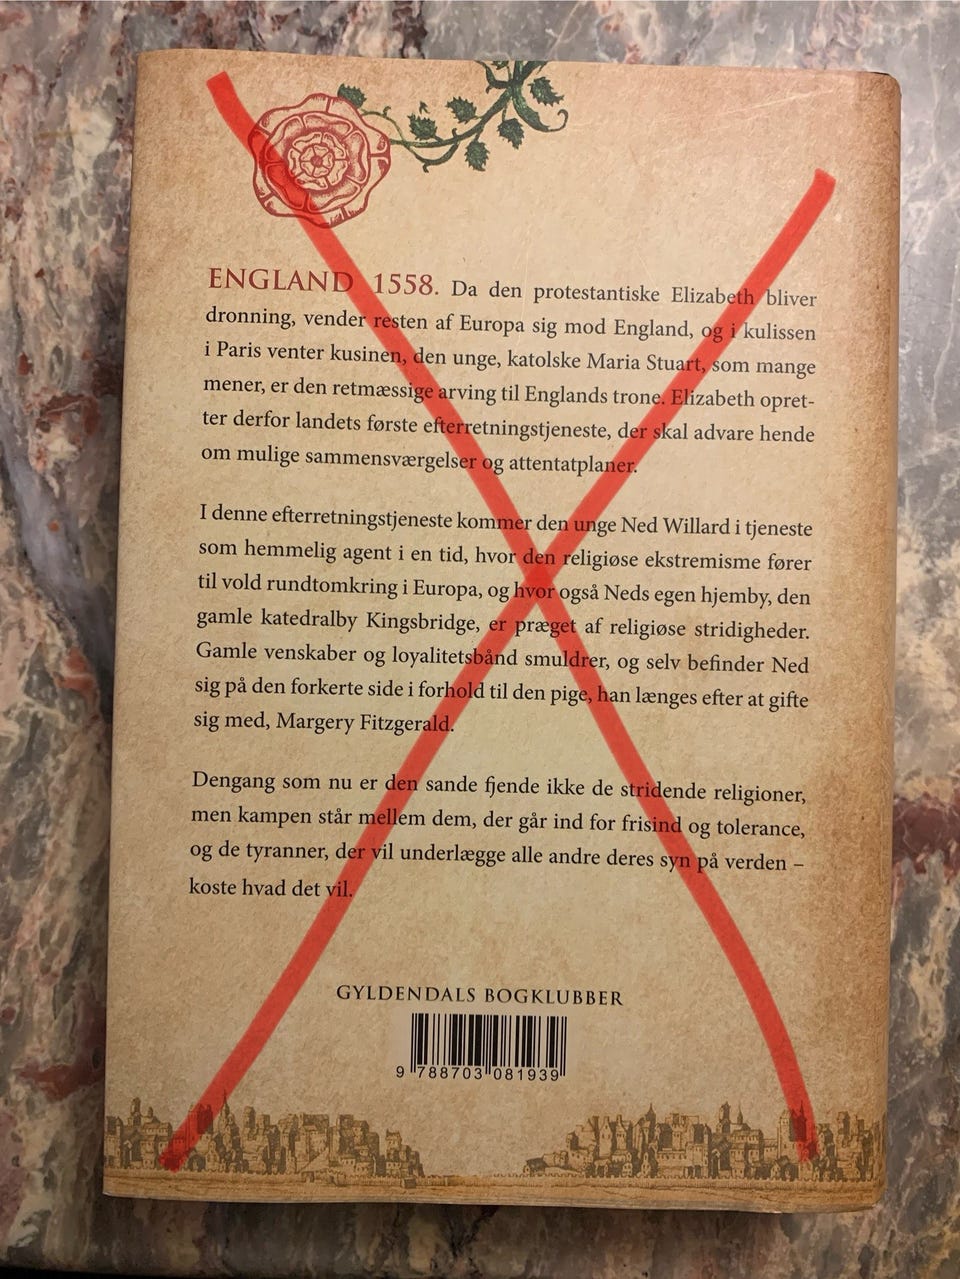 ENGLAND 1558. Da den protestantiske Elizabeth bliver
dronning, vender resten af Europa sig mod England, og i kulissen
i Paris venter kusinen, den unge, katolske Maria Stuart, som mange
mener, er den retmæssige arving til Englands trone. Elizabeth opret-
ter derfor landets første efterretningstjeneste, der skal advare hende
om mulige sammensværgelser og attentatplaner.
I denne efterretningstjeneste kommer den unge Ned Willard i tjeneste
som hemmelig agent i en tid, hvor den religiøse ekstremisme fører
til vold rundtomkring i Europa, og hvor også Neds egen hjemby, den
gamle katedralby Kingsbridge, er præget af religiøse stridigheder.
Gamle venskaber og loyalitetsbånd smuldrer, og selv befinder Ned
sig på den forkerte side i forhold til den pige, han længes efter at gifte
sig med, Margery Fitzgerald.
Dengang som nu er den sande fjende ikke de stridende religioner,
men kampen står mellem dem, der går ind for frisind og tolerance,
og de tyranner, der vil underlægge alle andre deres syn på verden –
koste hvad det vil.
GYLDENDALS BOGKLUBBER
9 788703 081939